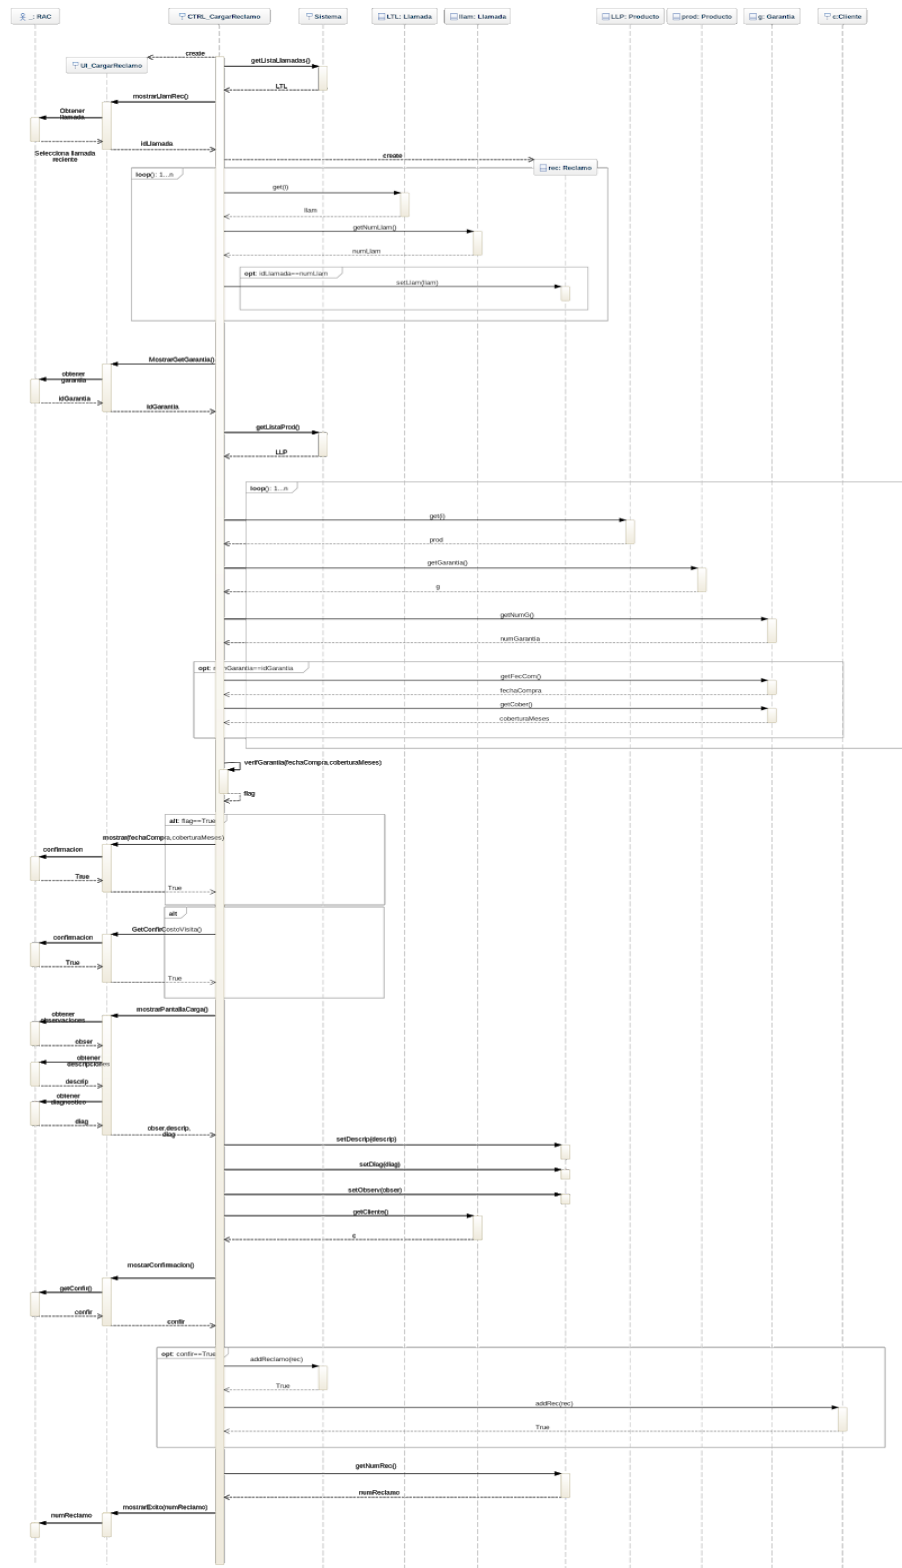 _: RAC
CTRL_CargarReclamo
Sistema
LTL: Llamada
llam: Llamada
LLP: Producto
prod: Producto
g: Garantia
c:Cliente
create
UI_CargarReclamo
getListaLlamadas()
LTL
mostrarLlamRec()
Obtener
llamada
idLlamada
Selecciona llamada
reciente
create
rec: Reclamo
loop(): 1...n
get(i)
llam
getNumLlam()
numLlam
opt: idLlamada==numLlam
setLlam(llam)
MostrarGetGarantia()
obtener
garantia
idGarantia
idGarantia
getListaProd()
LLP
loop(): 1...n
get(i)
prod
getGarantia()
g
getNumG()
numGarantia
opt: numGarantia==idGarantia
getFecCom()
fechaCompra
getCober()
coberturaMeses
verifGarantia(fechaCompra,coberturaMeses)
flag
alt: flag==True
mostrar(fechaCompra,coberturaMeses)
confirmacion
True
True
alt
GetConfirCostoVisita()
confirmacion
True
True
mostrarPantallaCarga()
obtener
observaciones
obser
obtener
descrip
obtener
diagnostico
diag
obser,descrip,
diag
setDescrip(descrip)
setDiag(diag)
setObserv(obser)
getCliente()
c
mostarConfirmacion()
getConfir()
confir
confir
opt: confir==True
addReclamo(rec)
True
addRec(rec)
True
getNumRec()
numReclamo
mostrarExito(numReclamo)
numReclamo